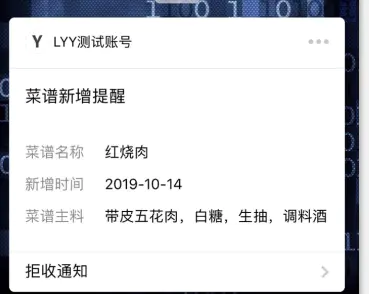 Y LYY测试账号
菜谱新增提醒
菜谱名称 红烧肉
新增时间 2019-10-14
菜谱主料 带皮五花肉，白糖，生抽，调料酒
拒收通知